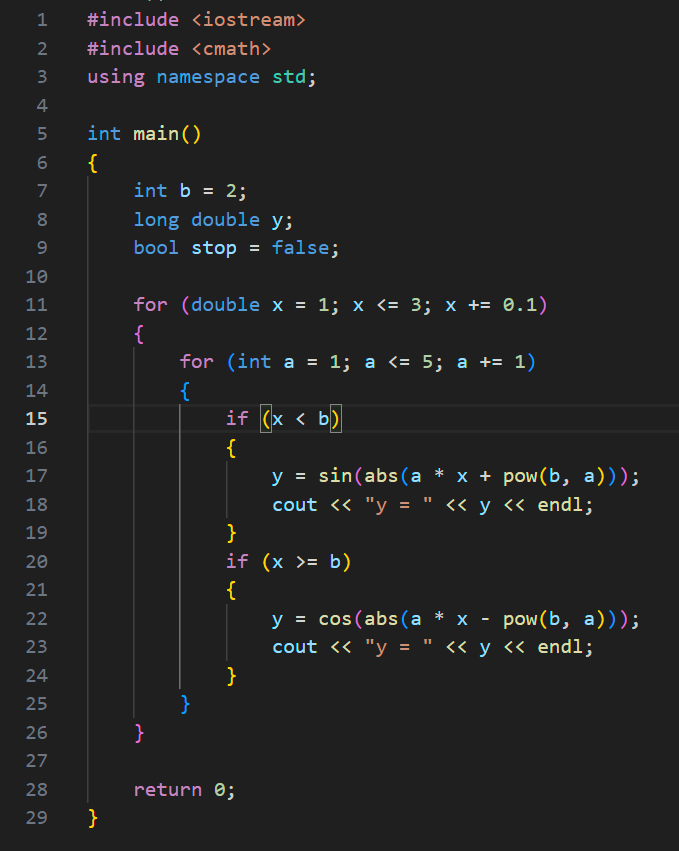 1 #include <iostream>
2 #include <cmath>
3 using namespace std;
4
5 int main()
6 {
7     int b = 2;
8     long double y;
9     bool stop = false;
10
11     for (double x = 1; x <= 3; x += 0.1)
12     {
13         for (int a = 1; a <= 5; a += 1)
14         {
15             if (x < b)
16             {
17                 y = sin(abs(a * x + pow(b, a)));
18                 cout << "y = " << y << endl;
19             }
20             if (x >= b)
21             {
22                 y = cos(abs(a * x - pow(b, a)));
23                 cout << "y = " << y << endl;
24             }
25         }
26     }
27
28     return 0;
29 }